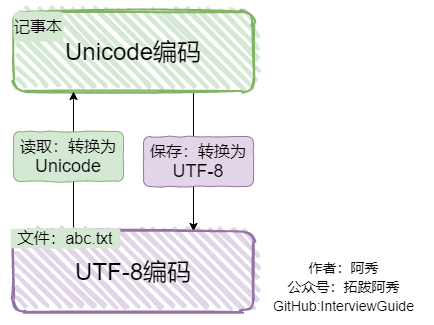 记事本
Unicode编码
读取：转换为
Unicode
保存：转换为
UTF-8
文件：abc.txt
UTF-8编码
作者：阿秀
公众号：拓跋阿秀
GitHub:InterviewGuide